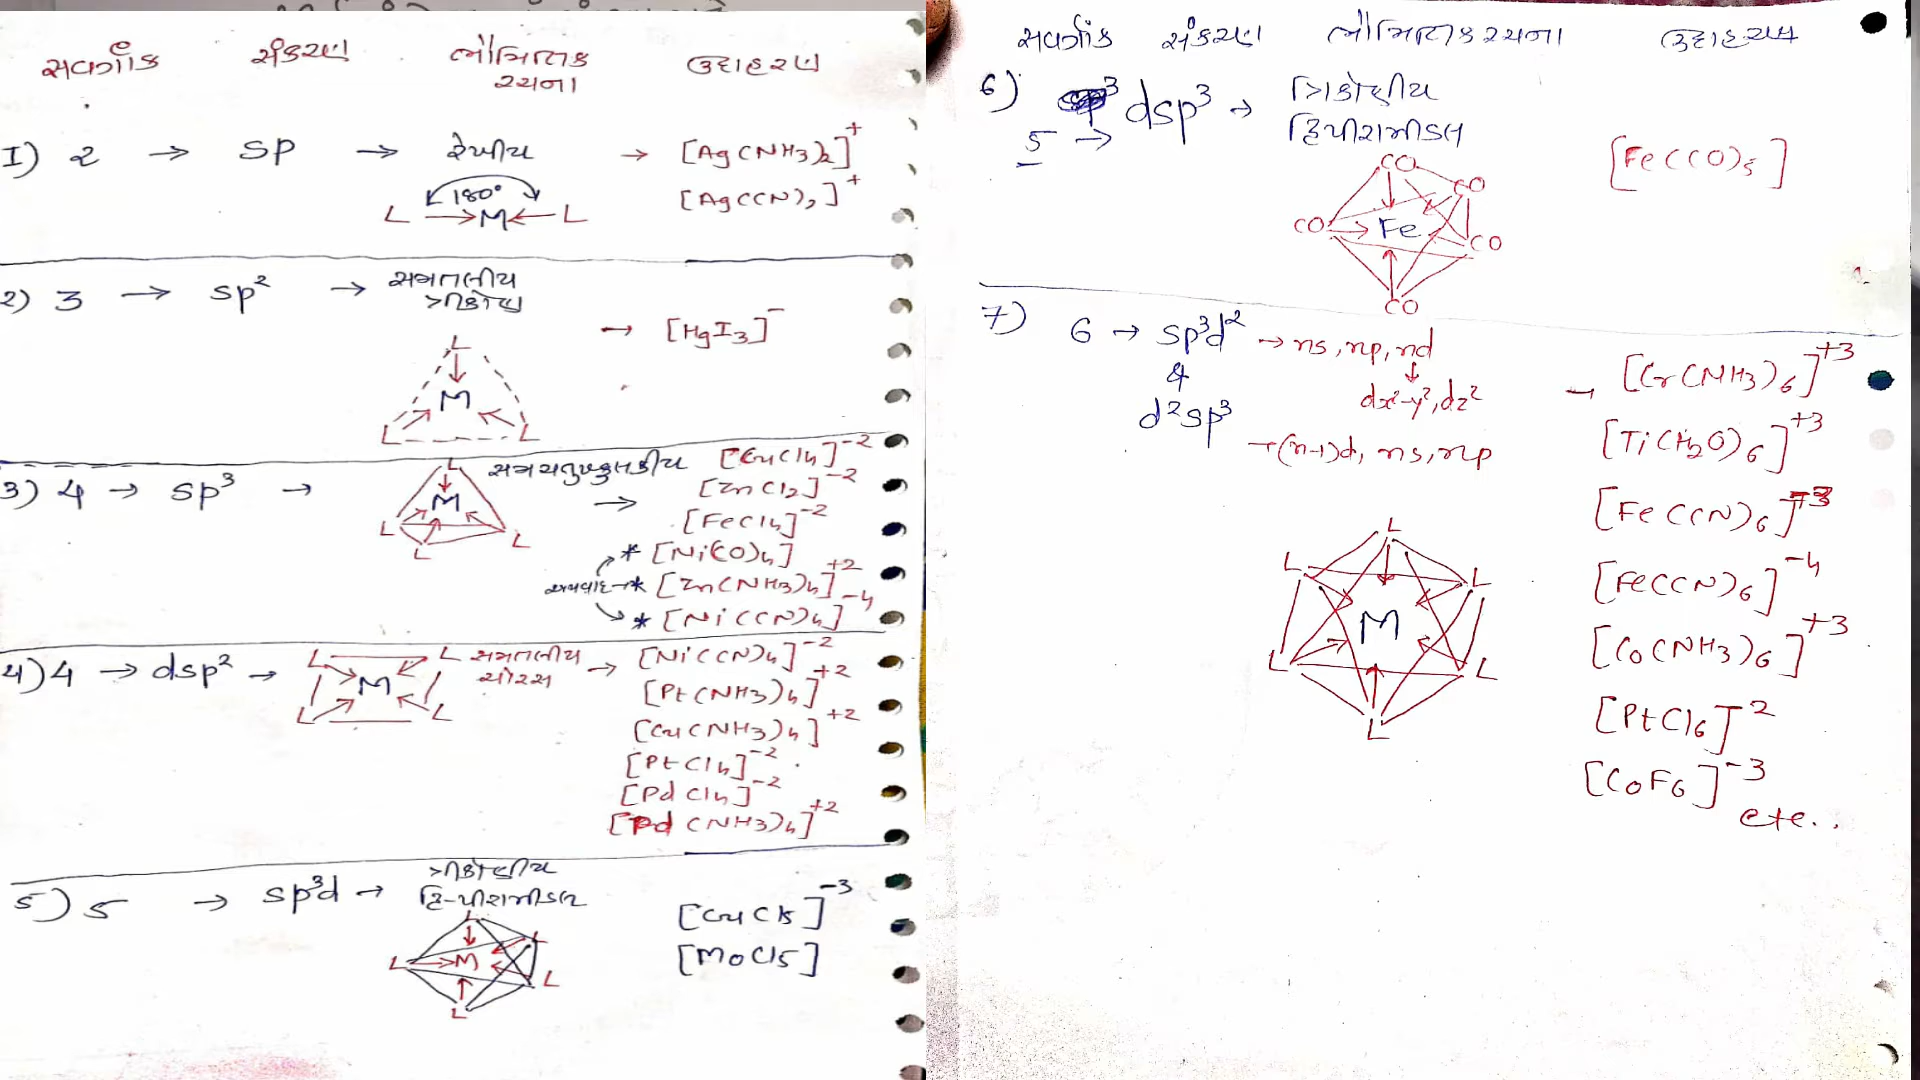 સવર્ગાંક સંકરણ ભૌમિતિક રચના ઉદાહરણ
1) 2 → sp → રેખીય → [Ag(NH3)2]+
180° [Ag(CN)2]+
L → M ← L
2) 3 → sp² → સમતલીય ત્રિકોણ → [HgI3]-
L
M
L L
3) 4 → sp³ → સમચતુષ્ફલકીય → [CuCl4]-2
[ZnCl2]-2
[FeCl4]-2
* [Ni(CO)4]
અપવાદ → * [Zn(NH3)4]+2
* [Ni(CN)4]-4
L
M
L L L
4) 4 → dsp² → સમતલીય ચોરસ → [Ni(CN)4]-2
[Pt(NH3)4]+2
[Cu(NH3)4]+2
[PtCl4]-2
[PdCl4]-2
[Pd(NH3)4]+2
L L
M
L L
5) 5 → sp³d → ત્રિકોણીય
દ્વિ-પીરામીડલ
[CuCl5]-3
[MoCl5]
L
L
L → M
L
L
સવર્ગાંક સંકરણ ભૌમિતિક રચના ઉદાહરણ
6) 5 → dsp³ → ત્રિકોણીય
દ્વિપીરામીડલ
[Fe(CO)5]
CO
CO
CO → Fe
CO
CO
7) 6 → sp³d² → ns, np, nd
&
dx²-y², dz²
d²sp³ → (n-1)d, ns, np
→ [Cr(NH3)6]+3
[Ti(H2O)6]+3
[Fe(CN)6]-3
[Fe(CN)6]-4
[Co(NH3)6]+3
[PtCl6]-2
[CoF6]-3
etc..
L
L L
M
L L
L